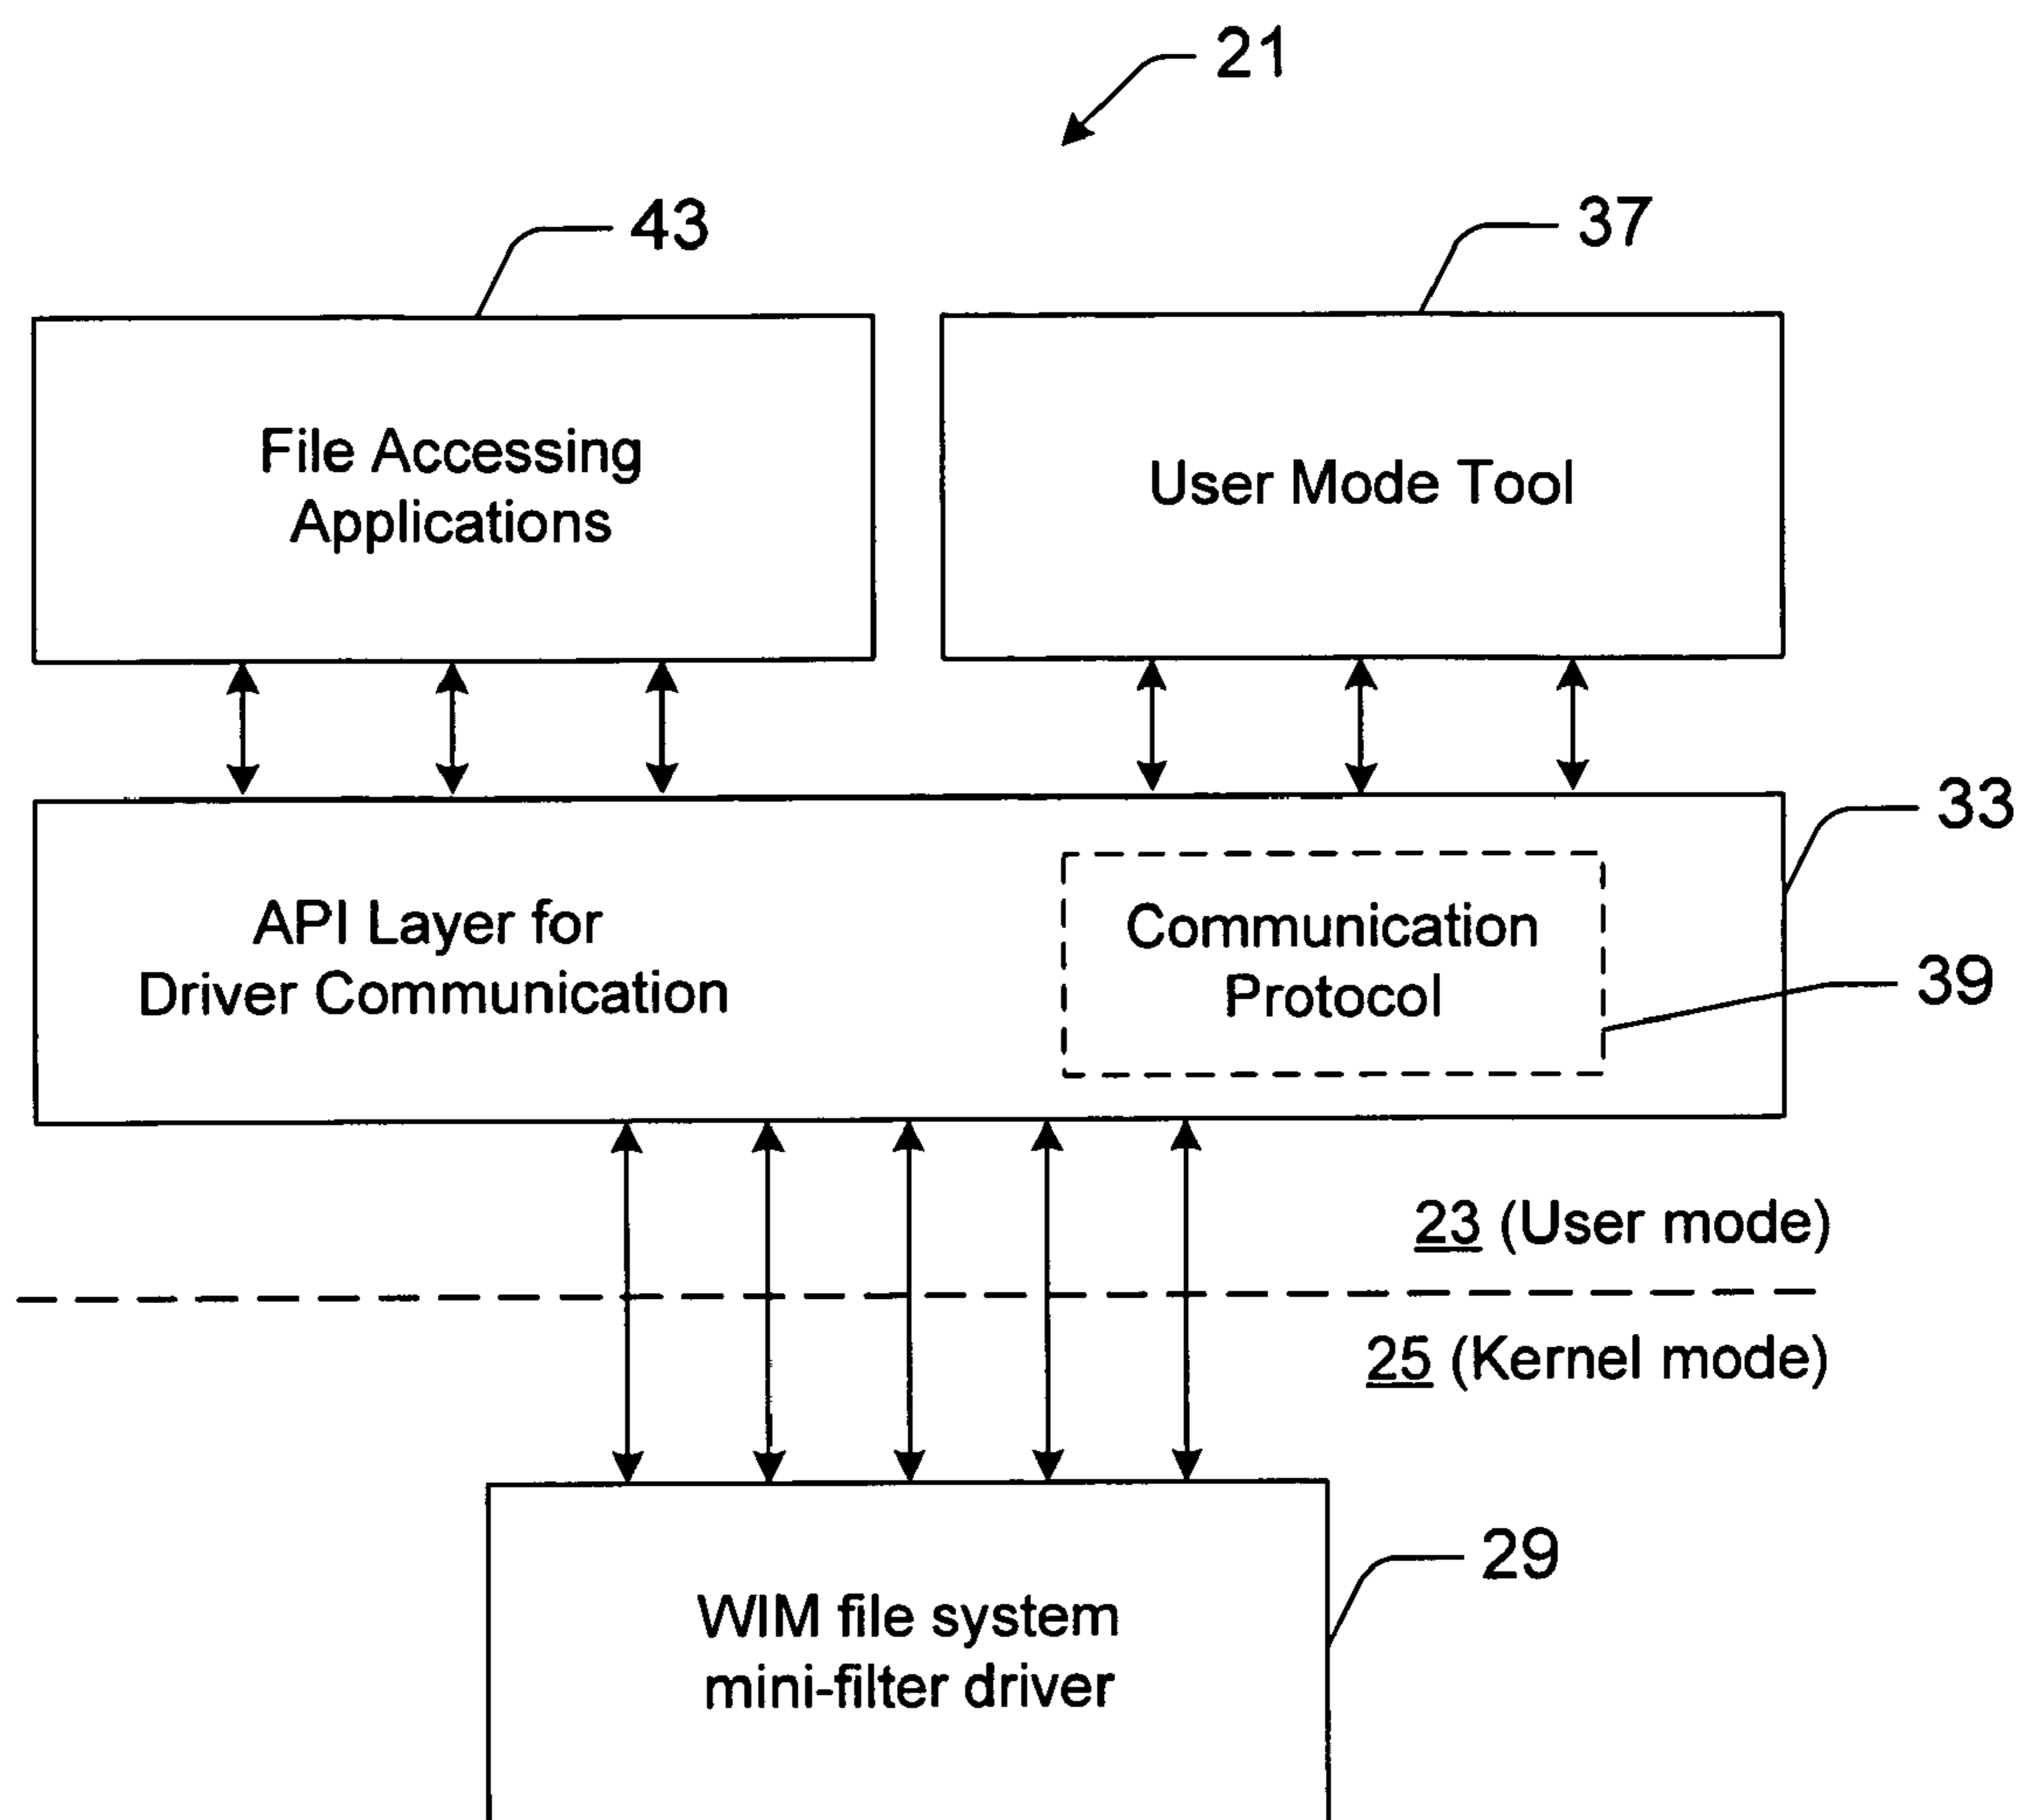 21
43
37
File Accessing
Applications
User Mode Tool
33
API Layer for
Driver Communication
Communication
Protocol
39
23 (User mode)
25 (Kernel mode)
29
WIM file system
mini-filter driver